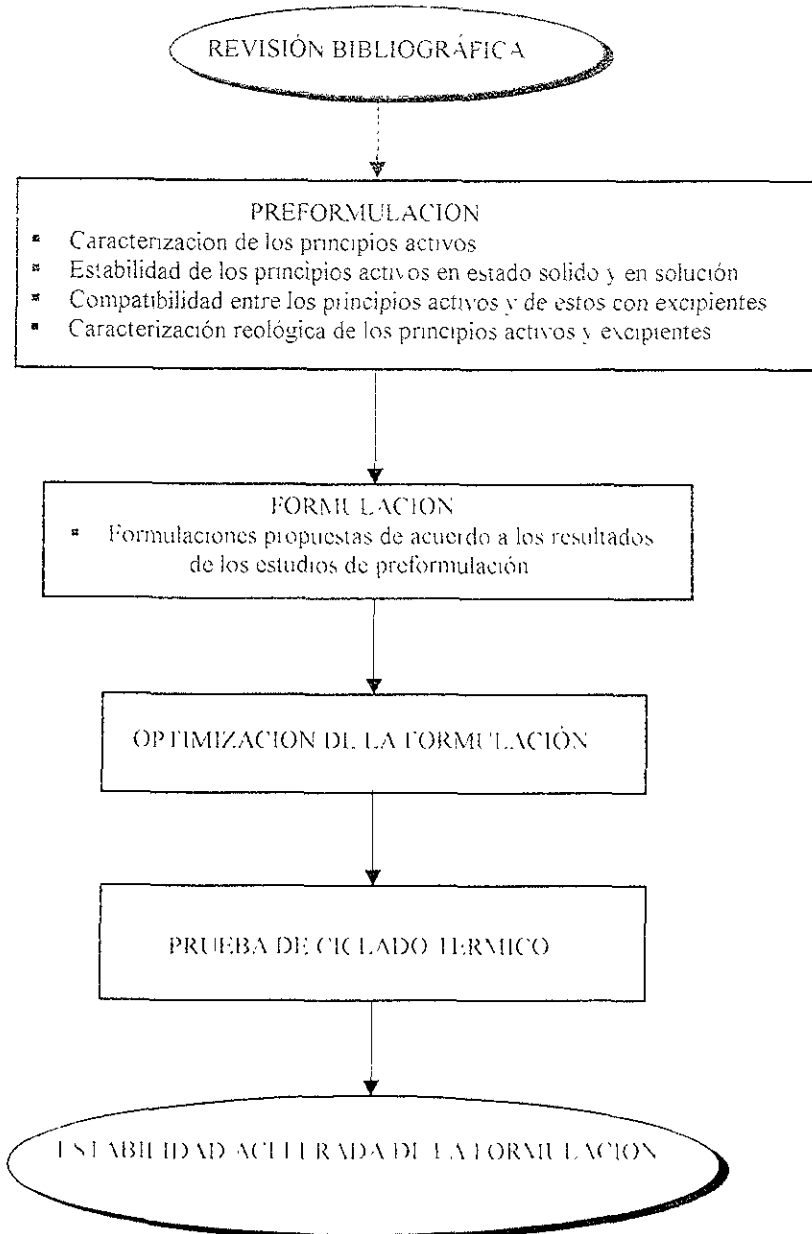 REVISIÓN BIBLIOGRÁFICA
PREFORMULACION
▪ Caracterizacion de los principios activos
▪ Estabilidad de los principios activos en estado solido y en solución
▪ Compatibilidad entre los principios activos y de estos con excipientes
▪ Caracterización reológica de los principios activos y excipientes
FORMULACION
▪ Formulaciones propuestas de acuerdo a los resultados
de los estudios de preformulación
OPTIMIZACION DE LA FORMULACIÓN
PRUEBA DE CICLADO TERMICO
ESTABILIDAD ACELERADA DE LA FORMULACION